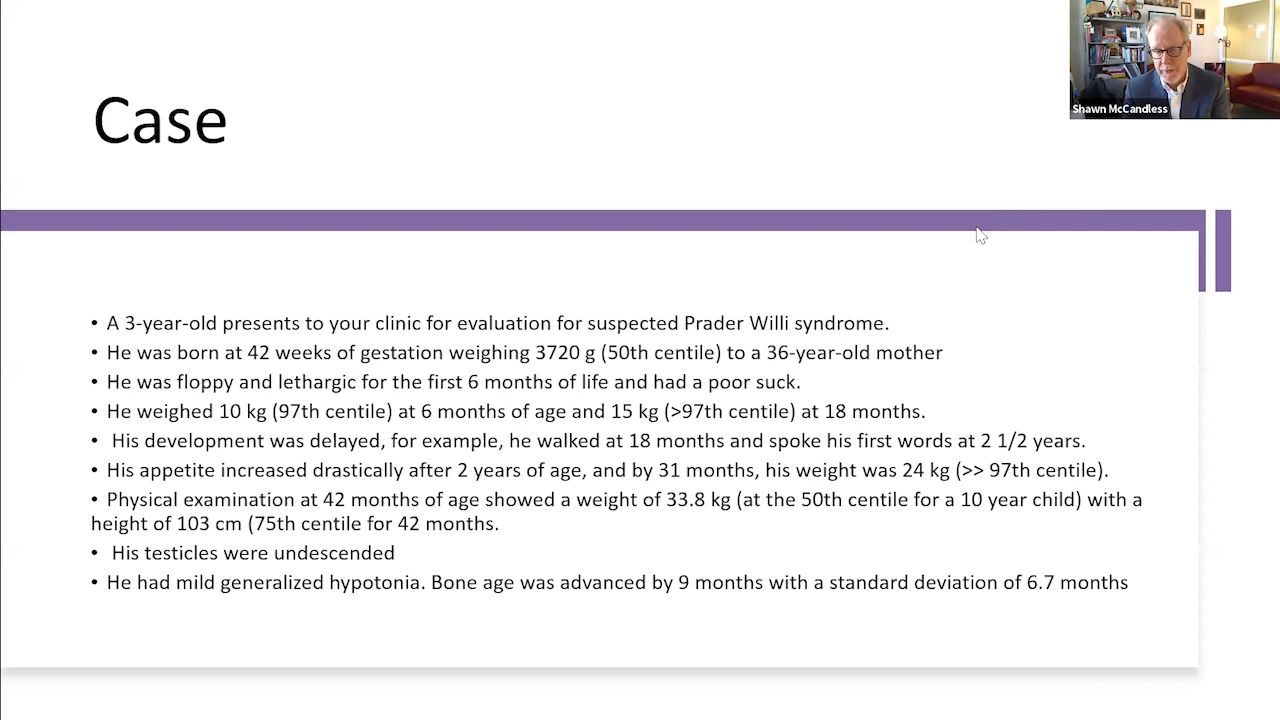 Shawn McCandless
Case
• A 3-year-old presents to your clinic for evaluation for suspected Prader Willi syndrome.
• He was born at 42 weeks of gestation weighing 3720 g (50th centile) to a 36-year-old mother
• He was floppy and lethargic for the first 6 months of life and had a poor suck.
• He weighed 10 kg (97th centile) at 6 months of age and 15 kg (>97th centile) at 18 months.
• His development was delayed, for example, he walked at 18 months and spoke his first words at 2 1/2 years.
• His appetite increased drastically after 2 years of age, and by 31 months, his weight was 24 kg (>> 97th centile).
• Physical examination at 42 months of age showed a weight of 33.8 kg (at the 50th centile for a 10 year child) with a
height of 103 cm (75th centile for 42 months.
• His testicles were undescended
• He had mild generalized hypotonia. Bone age was advanced by 9 months with a standard deviation of 6.7 months